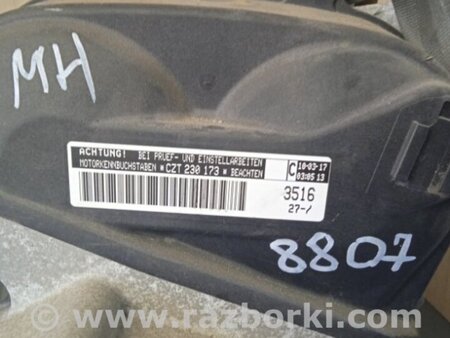 MH
ACHTUNG! BEI PRUEF- UND EINSTELLARBEITEN
MOTORKENNBUCHSTABEN * CZT 230 173 * BEACHTEN
C 10-03-17
03:05 13
3516
27-/
8807
www.razborki.com